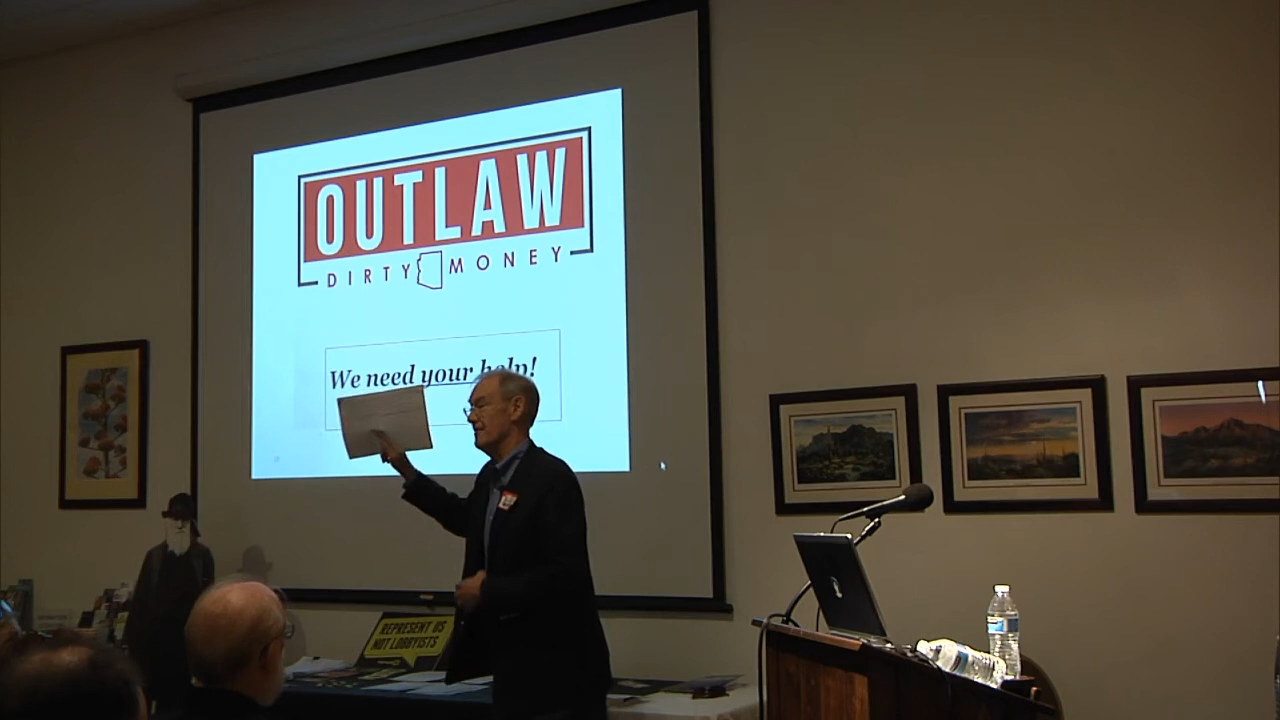 OUTLAW
DIRTY MONEY
We need your help!
REPRESENT US
NOT LOBBYISTS